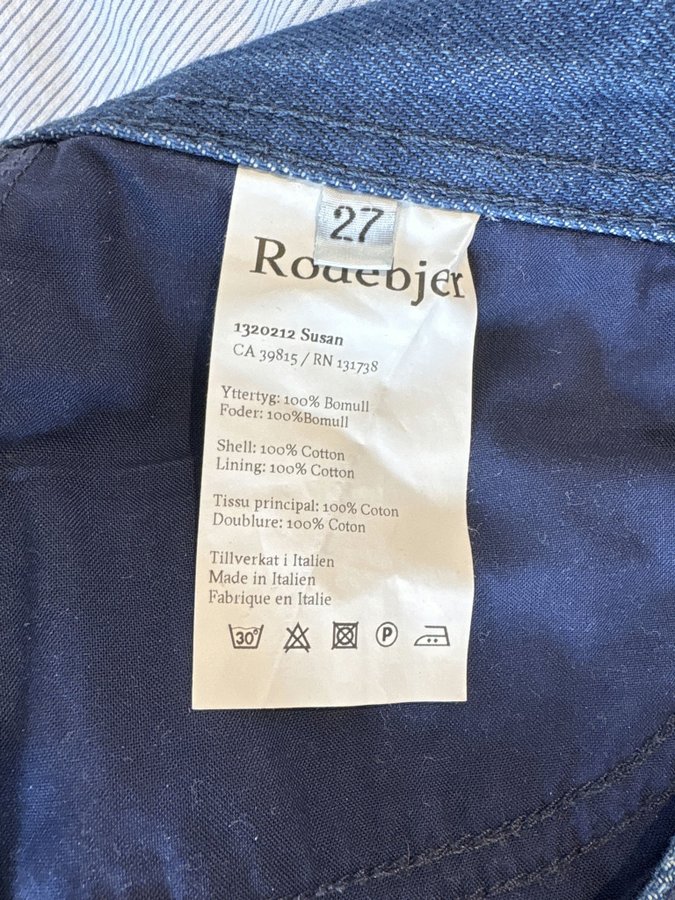 27
Rodebjer
1320212 Susan
CA 39815 / RN 131738
Yttertyg: 100% Bomull
Foder: 100%Bomull
Shell: 100% Cotton
Lining: 100% Cotton
Tissu principal: 100% Coton
Doublure: 100% Coton
Tillverkat i Italien
Made in Italien
Fabrique en Italie
30°
P